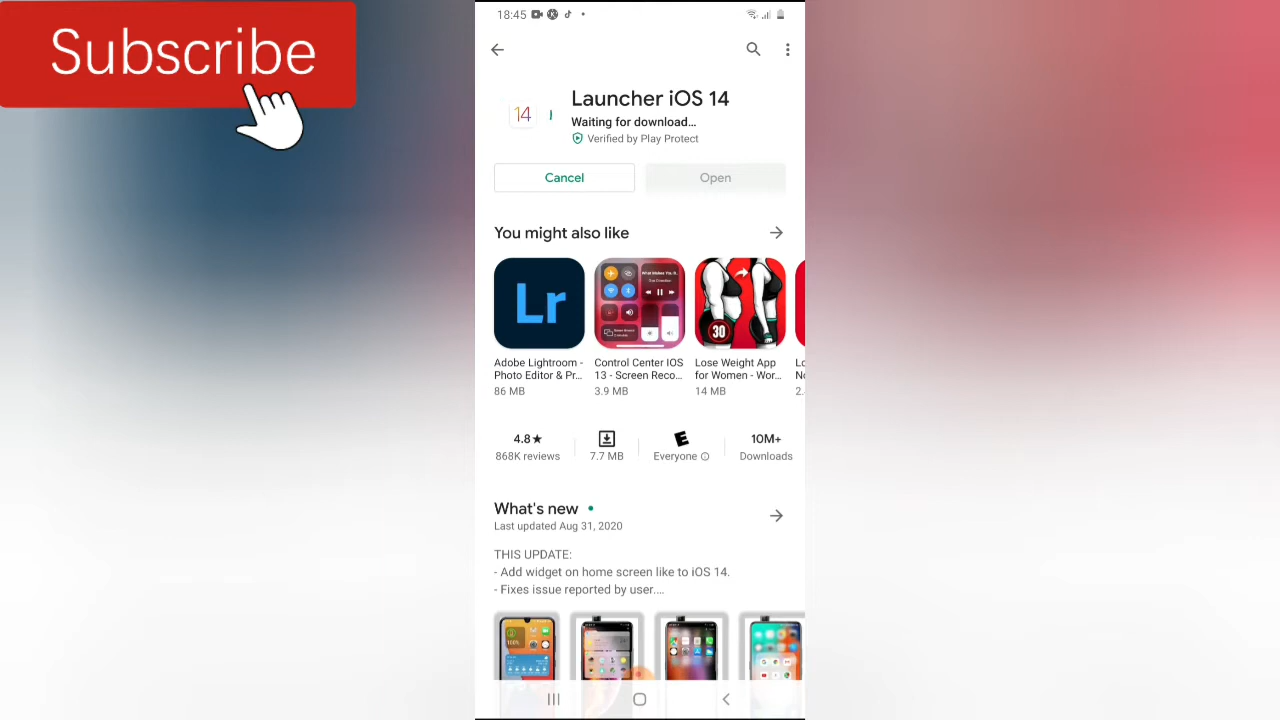 Subscribe
18:45
Launcher iOS 14
14
Waiting for download...
Verified by Play Protect
Cancel
Open
You might also like
Lr
30
Adobe Lightroom -
Photo Editor & Pr...
86 MB
Control Center IOS
13 - Screen Reco...
3.9 MB
Lose Weight App
for Women - Wor...
14 MB
4.8★
868K reviews
7.7 MB
E
Everyone
10M+
Downloads
What's new
Last updated Aug 31, 2020
THIS UPDATE:
- Add widget on home screen like to iOS 14.
- Fixes issue reported by user....
100%